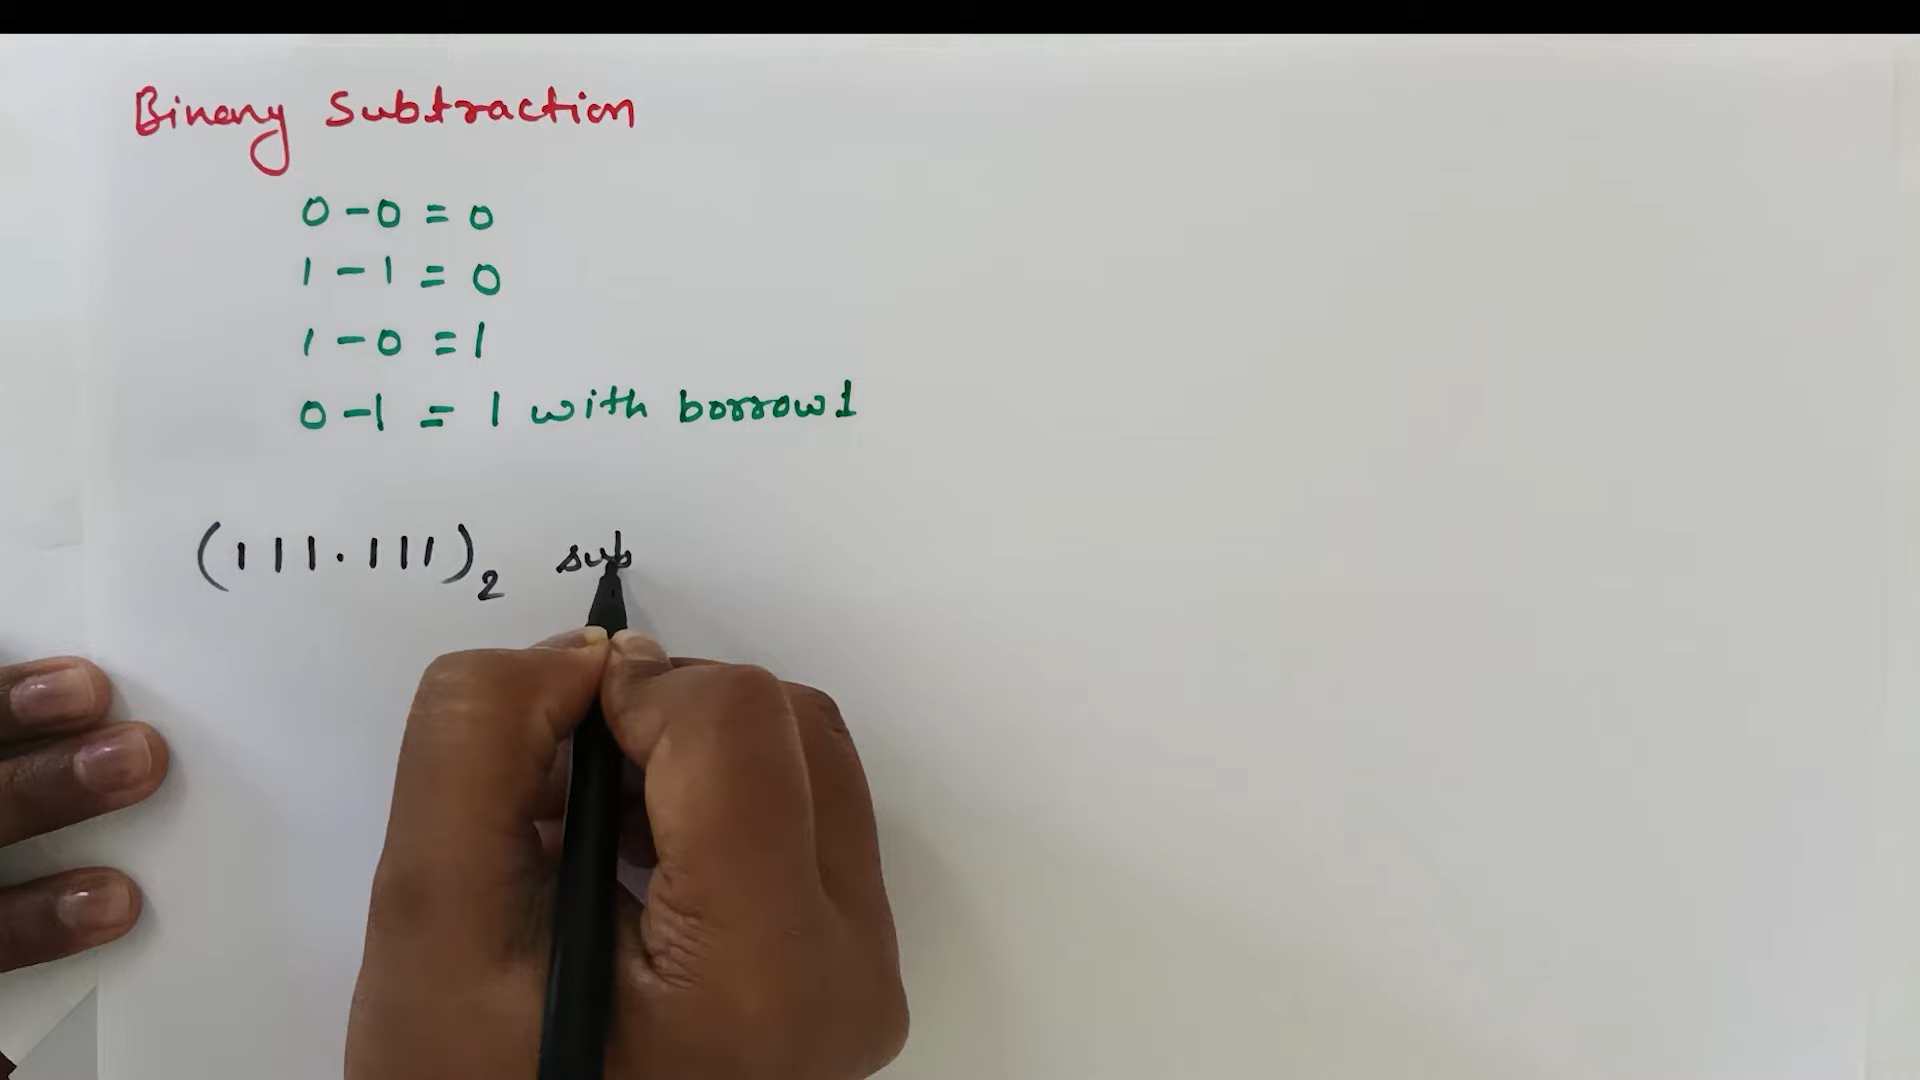 Binary Subtraction
0 - 0 = 0
1 - 1 = 0
1 - 0 = 1
0 - 1 = 1 with borrow 1
(111.111)₂ sub